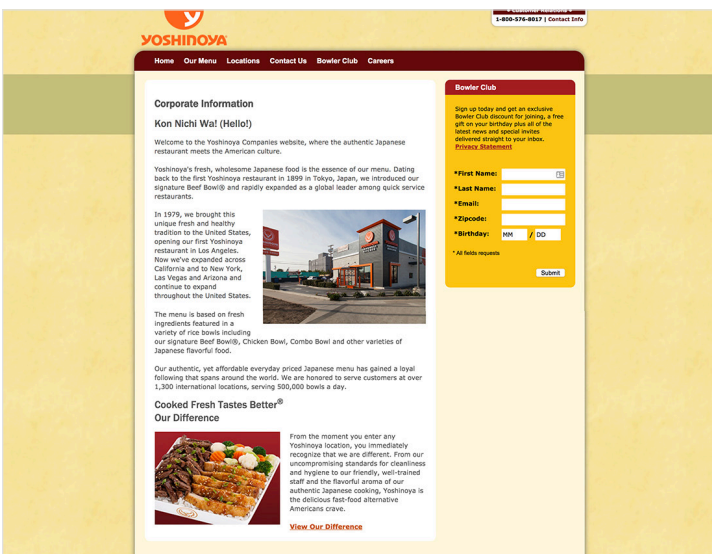 YOSHINOYA
Customer Relations
1-800-576-8017 | Contact Info
Home Our Menu Locations Contact Us Bowler Club Careers
Corporate Information
Kon Nichi Wa! (Hello!)
Welcome to the Yoshinoya Companies website, where the authentic Japanese
restaurant meets the American culture.
Yoshinoya's fresh, wholesome Japanese food is the essence of our menu. Dating
back to the first Yoshinoya restaurant in 1899 in Tokyo, Japan, we introduced our
signature Beef Bowl® and rapidly expanded as a global leader among quick service
restaurants.
In 1979, we brought this
unique fresh and healthy
tradition to the United States,
opening our first Yoshinoya
restaurant in Los Angeles.
Now we've expanded across
California and to New York,
Las Vegas and Arizona and
continue to expand
throughout the United States.
The menu is based on fresh
ingredients featured in a
variety of rice bowls including
our signature Beef Bowl®, Chicken Bowl, Combo Bowl and other varieties of
Japanese flavorful food.
Our authentic, yet affordable everyday priced Japanese menu has gained a loyal
following that spans around the world. We are honored to serve customers at over
1,300 international locations, serving 500,000 bowls a day.
Cooked Fresh Tastes Better®
Our Difference
From the moment you enter any
Yoshinoya location, you immediately
recognize that we are different. From our
uncompromising standards for cleanliness
and hygiene to our friendly, well-trained
staff and the flavorful aroma of our
authentic Japanese cooking, Yoshinoya is
the delicious fast-food alternative
Americans crave.
View Our Difference
Bowler Club
Sign up today and get an exclusive
Bowler Club discount for joining, a free
gift on your birthday plus all of the
latest news and special invites
delivered straight to your inbox.
Privacy Statement
*First Name:
*Last Name:
*Email:
*Zipcode:
*Birthday: MM / DD
* All fields requests
Submit